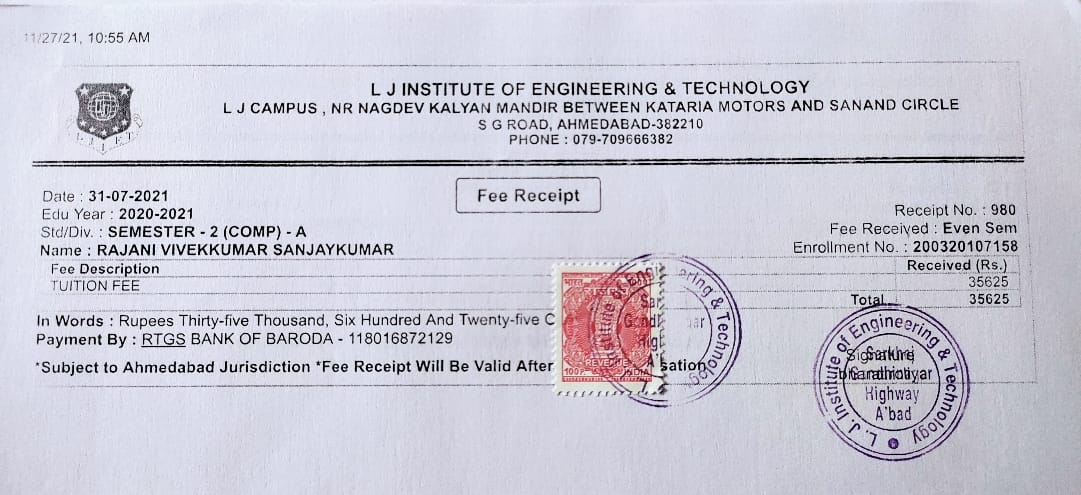 11/27/21, 10:55 AM
L J INSTITUTE OF ENGINEERING & TECHNOLOGY
L J CAMPUS , NR NAGDEV KALYAN MANDIR BETWEEN KATARIA MOTORS AND SANAND CIRCLE
S G ROAD, AHMEDABAD-382210
PHONE : 079-709666382
L J I E T
Fee Receipt
Date : 31-07-2021
Edu Year : 2020-2021
Receipt No. : 980
Std/Div. : SEMESTER - 2 (COMP) - A
Fee Received : Even Sem
Name : RAJANI VIVEKKUMAR SANJAYKUMAR
Enrollment No. : 200320107158
Fee Description Received (Rs.)
TUITION FEE 35625
Total 35625
In Words : Rupees Thirty-five Thousand, Six Hundred And Twenty-five
Payment By : RTGS BANK OF BARODA - 118016872129
*Subject to Ahmedabad Jurisdiction *Fee Receipt Will Be Valid After
भारत
REVENUE
100P. INDIA
Institute of Engineering & Technology
L. J. Institute of Engineering & Technology
Signature
Sarkhej
Gandhinagar
Highway
A'bad